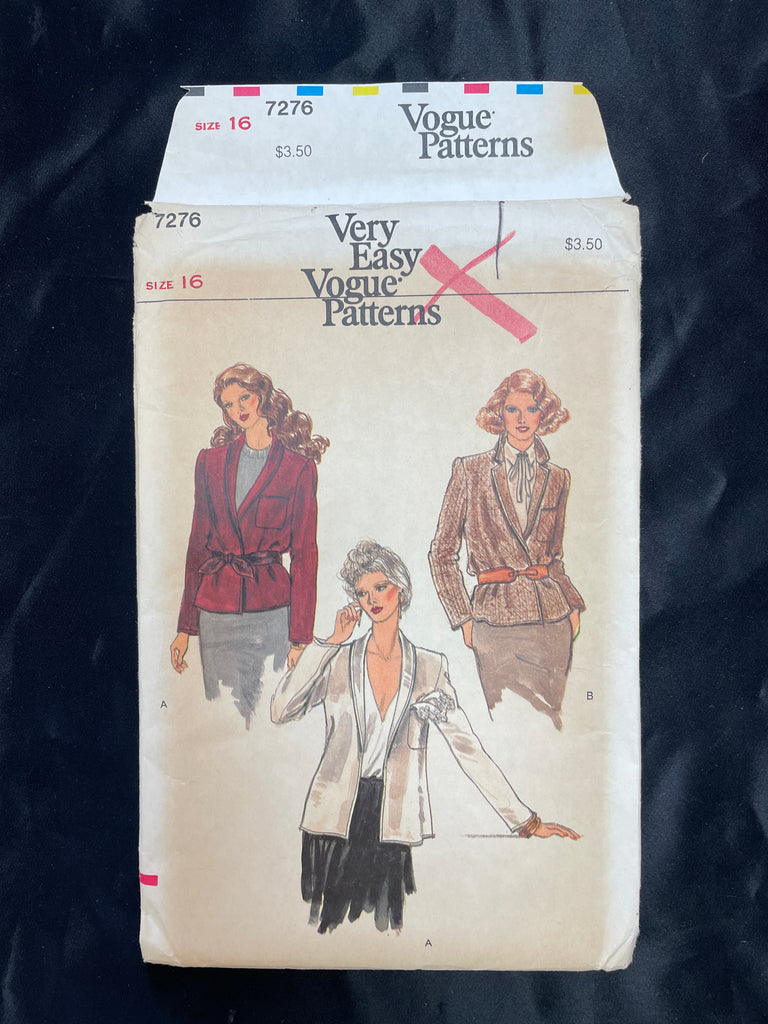 7276
SIZE 16
$3.50
Vogue
Patterns
7276
SIZE 16
Very
Easy
Vogue
Patterns
$3.50
A
B
A